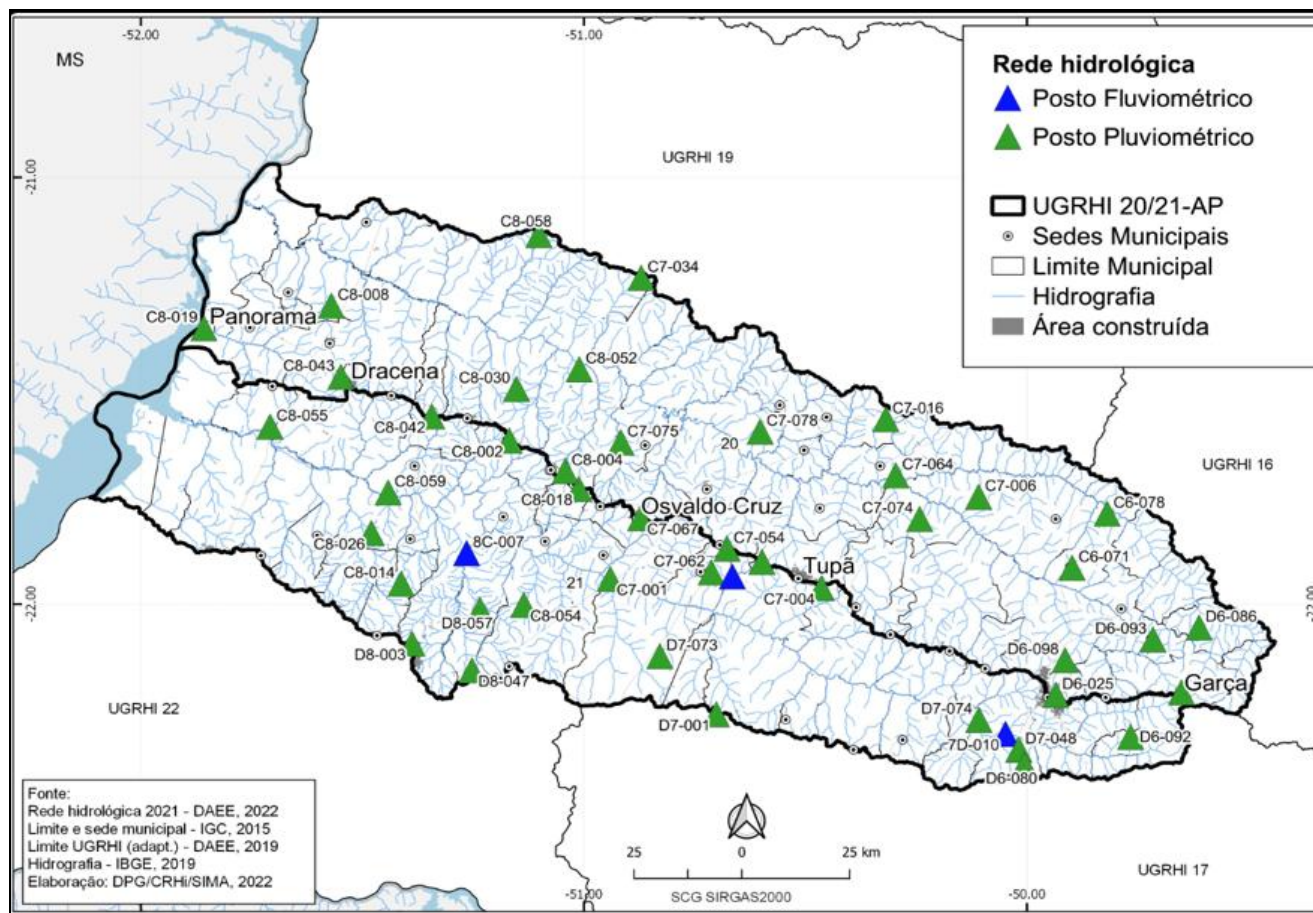 -52.00
-51.00
MS
Rede hidrológica
Posto Fluviométrico
Posto Pluviométrico
UGRHI 20/21-AP
Sedes Municipais
Limite Municipal
Hidrografia
Área construída
-21.00
UGRHI 19
C8-058
C7-034
C8-008
C8-019
Panorama
C8-052
C8-043
Dracena
C8-030
C7-016
C8-055
C8-042
C7-078
C8-002
C7-075
20
C8-004
C7-064
UGRHI 16
C8-059
C8-018
C7-006
Osvaldo Cruz
C6-078
C7-074
C7-067
C8-026
8C-007
C7-054
C7-062
Tupã
C6-071
C8-014
21
C7-001
C7-004
-22.00
-22.00
D8-057
C8-054
D6-086
D6-093
D8-003
D7-073
D6-098
D8-047
D6-025
Garça
UGRHI 22
D7-001
D7-074
7D-010
D7-048
D6-092
D6-080
Fonte:
Rede hidrológica 2021 - DAEE, 2022
Limite e sede municipal - IGC, 2015
Limite UGRHI (adapt.) - DAEE, 2019
Hidrografia - IBGE, 2019
Elaboração: DPG/CRHi/SIMA, 2022
25 0 25 km
SCG SIRGAS2000
UGRHI 17
-51.00
-50.00